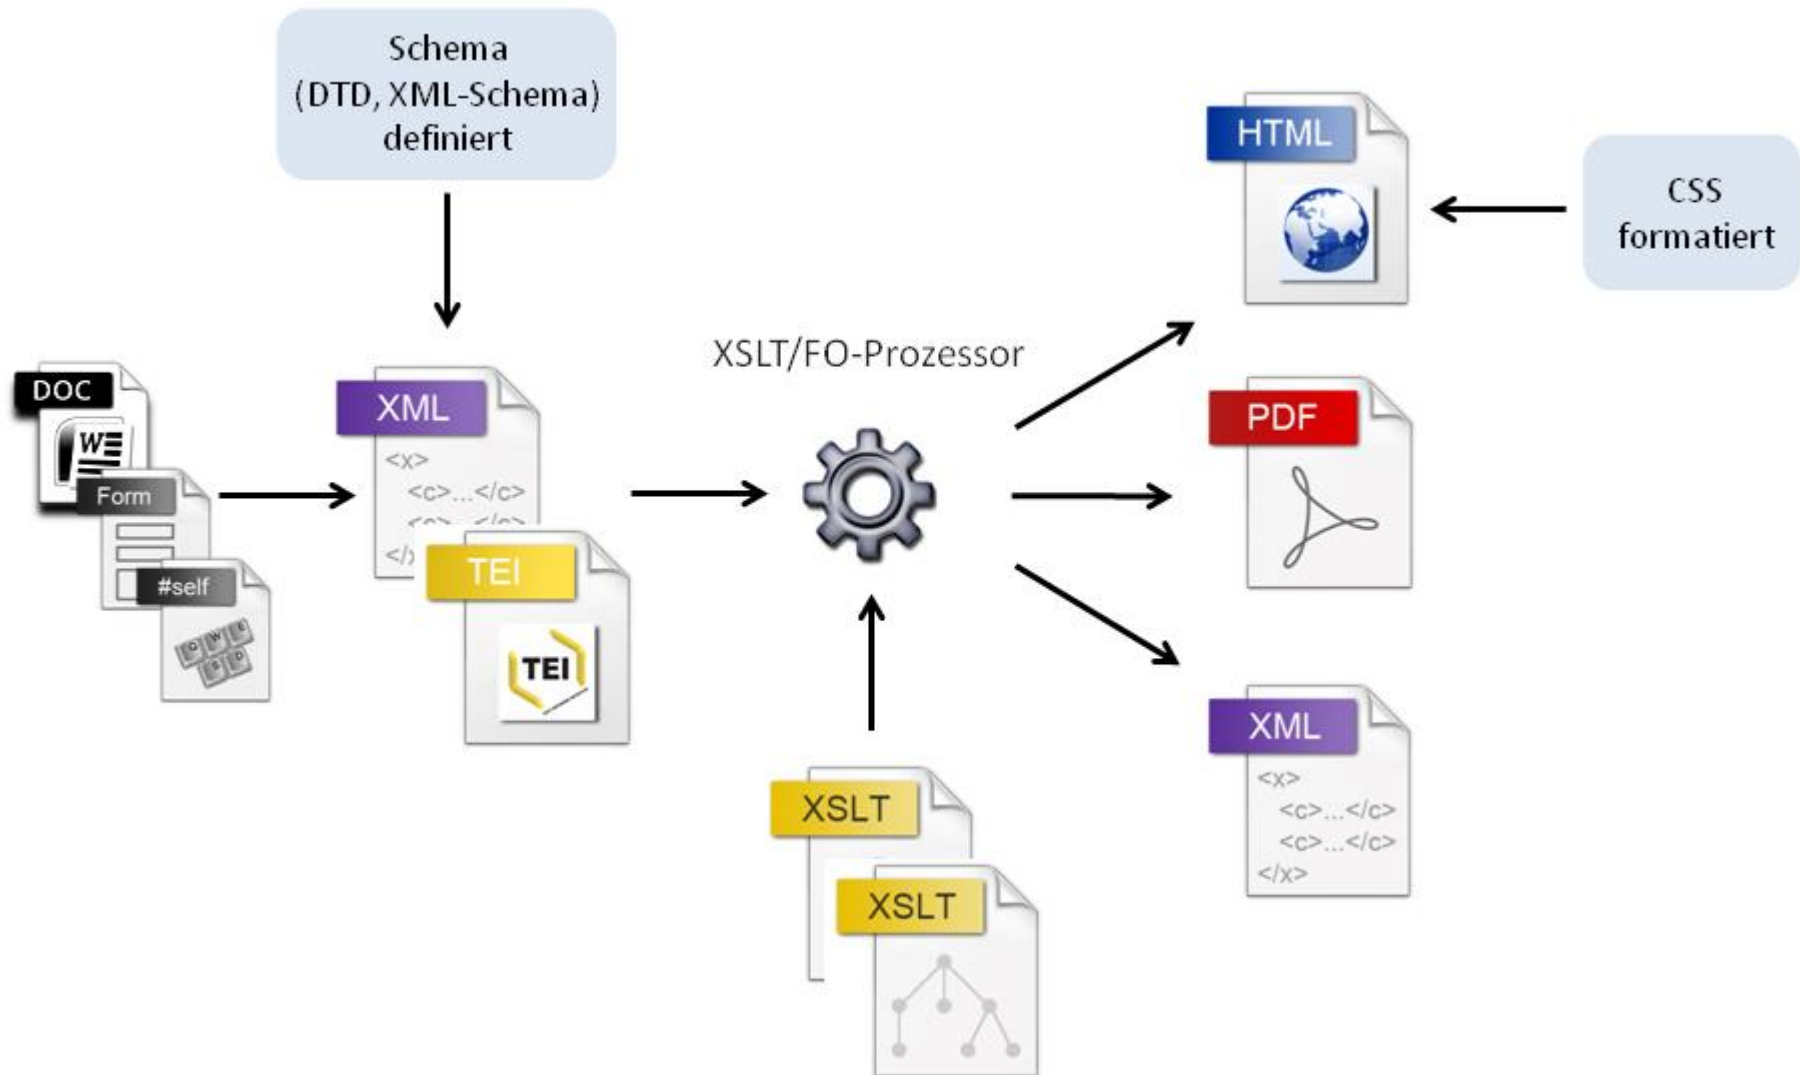 Schema
(DTD, XML-Schema)
definiert
HTML
CSS
formatiert
XSLT/FO-Prozessor
DOC
W
Form
#self
Q W E
S D
XML
<x>
<c>...</c>
<c>...</c>
</x>
TEI
TEI
PDF
XML
<x>
<c>...</c>
<c>...</c>
</x>
XSLT
XSLT